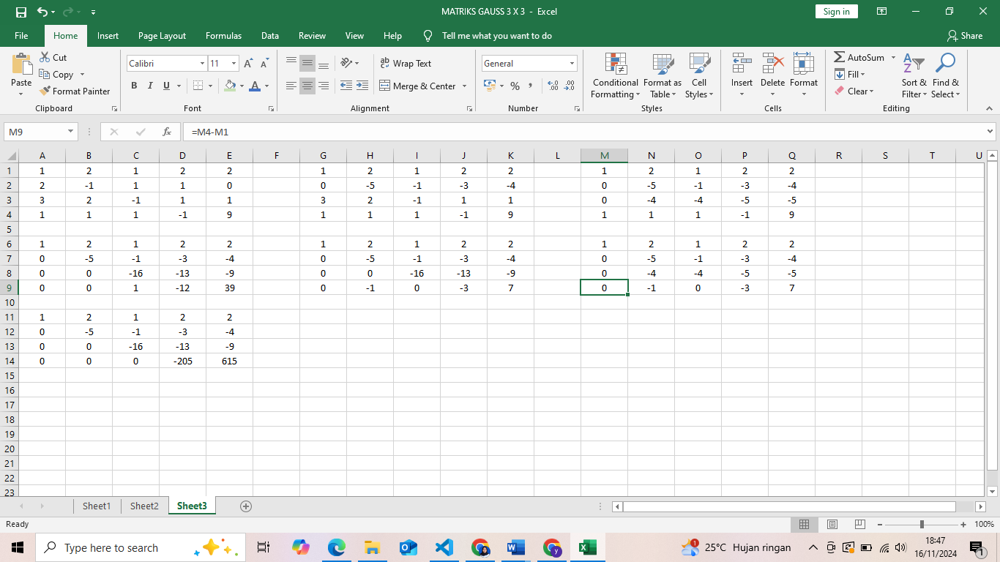 MATRIKS GAUSS 3 X 3 - Excel
Sign in
File Home Insert Page Layout Formulas Data Review View Help Tell me what you want to do Share
Paste Cut Copy Format Painter Clipboard
Calibri 11 A A B I U A Font
ab Wrap Text Merge & Center Alignment
General % , .00 Number
Conditional Formatting Format as Table Cell Styles Styles
Insert Delete Format Cells
AutoSum Fill Clear Sort & Filter Find & Select Editing
M9 fx =M4-M1
A B C D E F G H I J K L M N O P Q R S T U
1 1 2 1 2 2 1 2 1 2 2 1 2 1 2 2
2 2 -1 1 1 0 0 -5 -1 -3 -4 0 -5 -1 -3 -4
3 3 2 -1 1 1 3 2 -1 1 1 0 -4 -4 -5 -5
4 1 1 1 -1 9 1 1 1 -1 9 1 1 1 -1 9
5
6 1 2 1 2 2 1 2 1 2 2 1 2 1 2 2
7 0 -5 -1 -3 -4 0 -5 -1 -3 -4 0 -5 -1 -3 -4
8 0 0 -16 -13 -9 0 0 -16 -13 -9 0 -4 -4 -5 -5
9 0 0 1 -12 39 0 -1 0 -3 7 0 -1 0 -3 7
10
11 1 2 1 2 2
12 0 -5 -1 -3 -4
13 0 0 -16 -13 -9
14 0 0 0 -205 615
15
16
17
18
19
20
21
22
23
Sheet1 Sheet2 Sheet3
Ready 100%
Type here to search 25°C Hujan ringan 18:47
16/11/2024 1